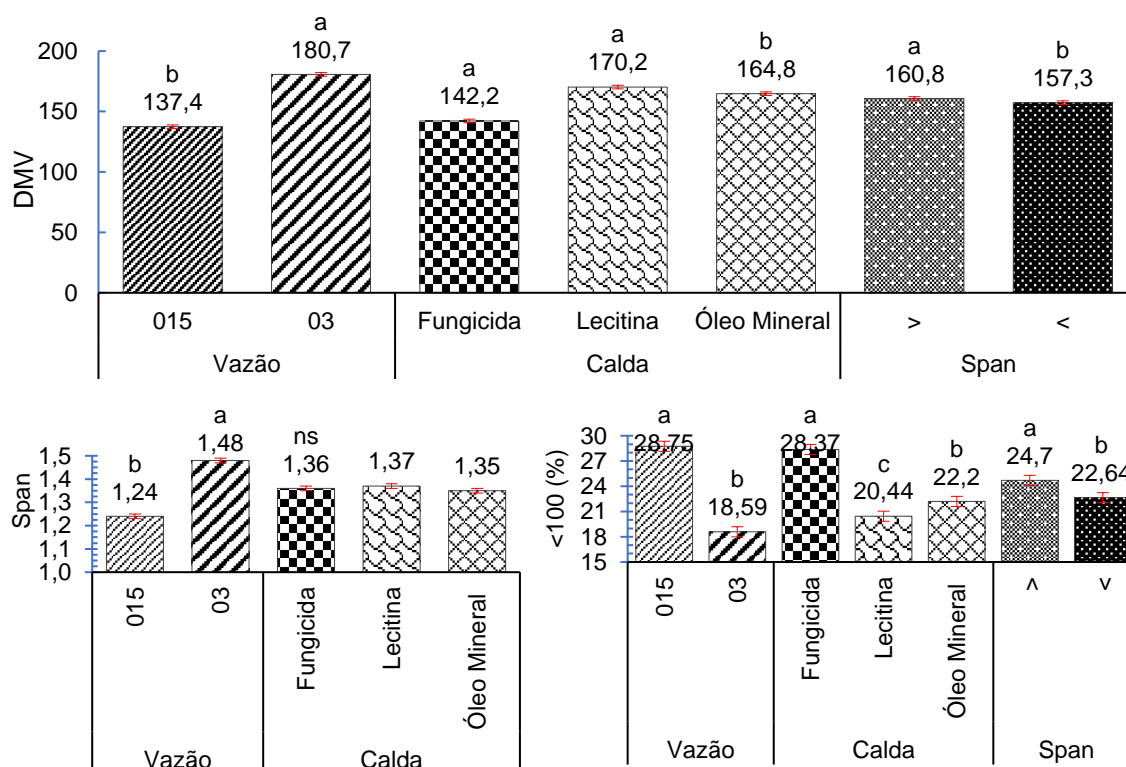 DMV
200
150
100
50
0
b
137,4
a
180,7
a
142,2
a
170,2
b
164,8
a
160,8
b
157,3
015 03 Fungicida Lecitina Óleo Mineral > <
Vazão Calda Span
Span
1,5
1,4
1,3
1,2
1,1
1,0
b
1,24
a
1,48
ns
1,36
1,37
1,35
015 03 Fungicida Lecitina Óleo Mineral
Vazão Calda
<100 (%)
30
27
24
21
18
15
a
28,75
b
18,59
a
28,37
c
20,44
b
22,2
a
24,7
b
22,64
015 03 Fungicida Lecitina Óleo Mineral > <
Vazão Calda Span